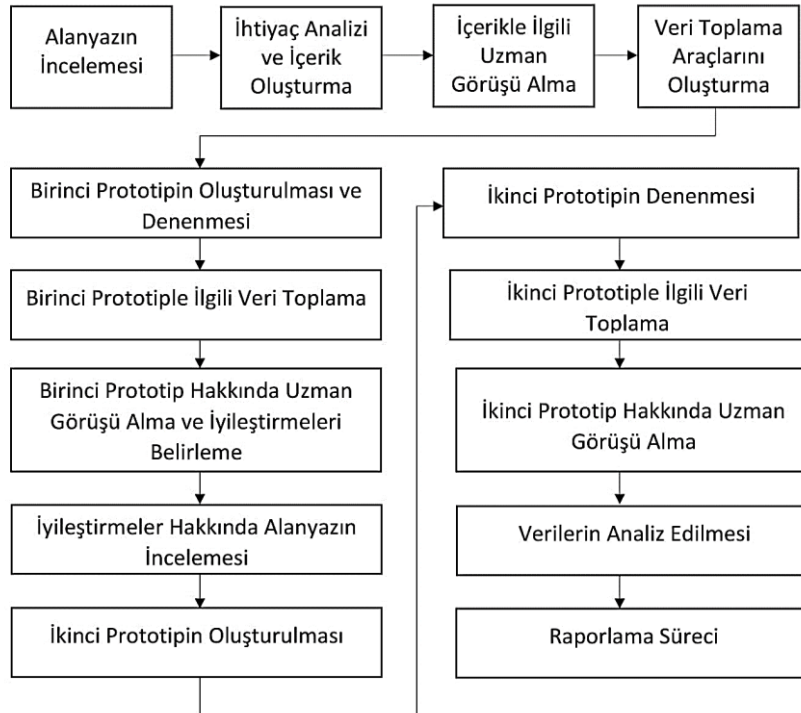 Alanyazın
İncelemesi
İhtiyaç Analizi
ve İçerik
Oluşturma
İçerikle İlgili
Uzman
Görüşü Alma
Veri Toplama
Araçlarını
Oluşturma
Birinci Prototipin Oluşturulması ve
Denenmesi
Birinci Prototiple İlgili Veri Toplama
Birinci Prototip Hakkında Uzman
Görüşü Alma ve İyileştirmeleri
Belirleme
İyileştirmeler Hakkında Alanyazın
İncelemesi
İkinci Prototipin Oluşturulması
İkinci Prototipin Denenmesi
İkinci Prototiple İlgili Veri
Toplama
İkinci Prototip Hakkında Uzman
Görüşü Alma
Verilerin Analiz Edilmesi
Raporlama Süreci